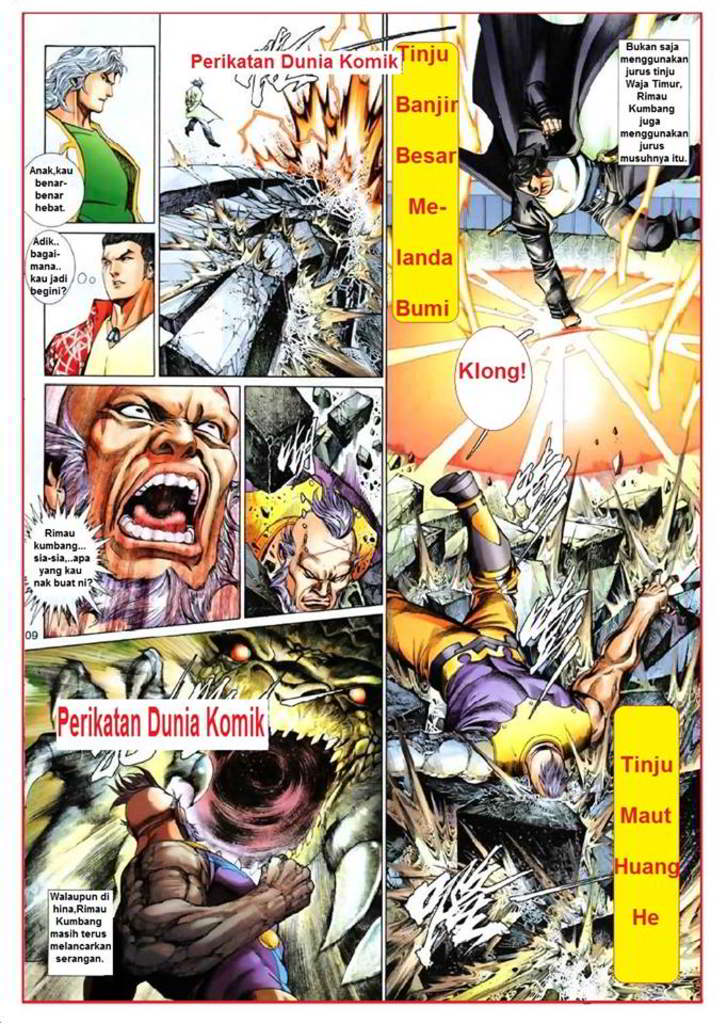 Perikatan Dunia Komik
Anak,kau
benar-
benar
hebat.
Adik..
bagai-
mana..
kau jadi
begini?
Tinju
Banjir
Besar
Me-
landa
Bumi
Bukan saja
menggunakan
jurus tinju
Waja Timur,
Rimau
Kumbang
juga
menggunakan
jurus
musuhnya itu.
Klong!
Rimau
kumbang...
sia-sia,..apa
yang kau
nak buat ni?
09
Perikatan Dunia Komik
Walaupun di
hina,Rimau
Kumbang
masih terus
melancarkan
serangan.
Tinju
Maut
Huang
He